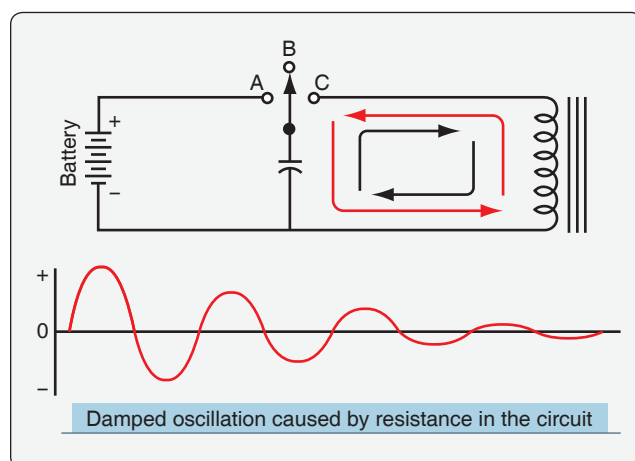 B
A
C
Battery
+
−
+
0
−
Damped oscillation caused by resistance in the circuit